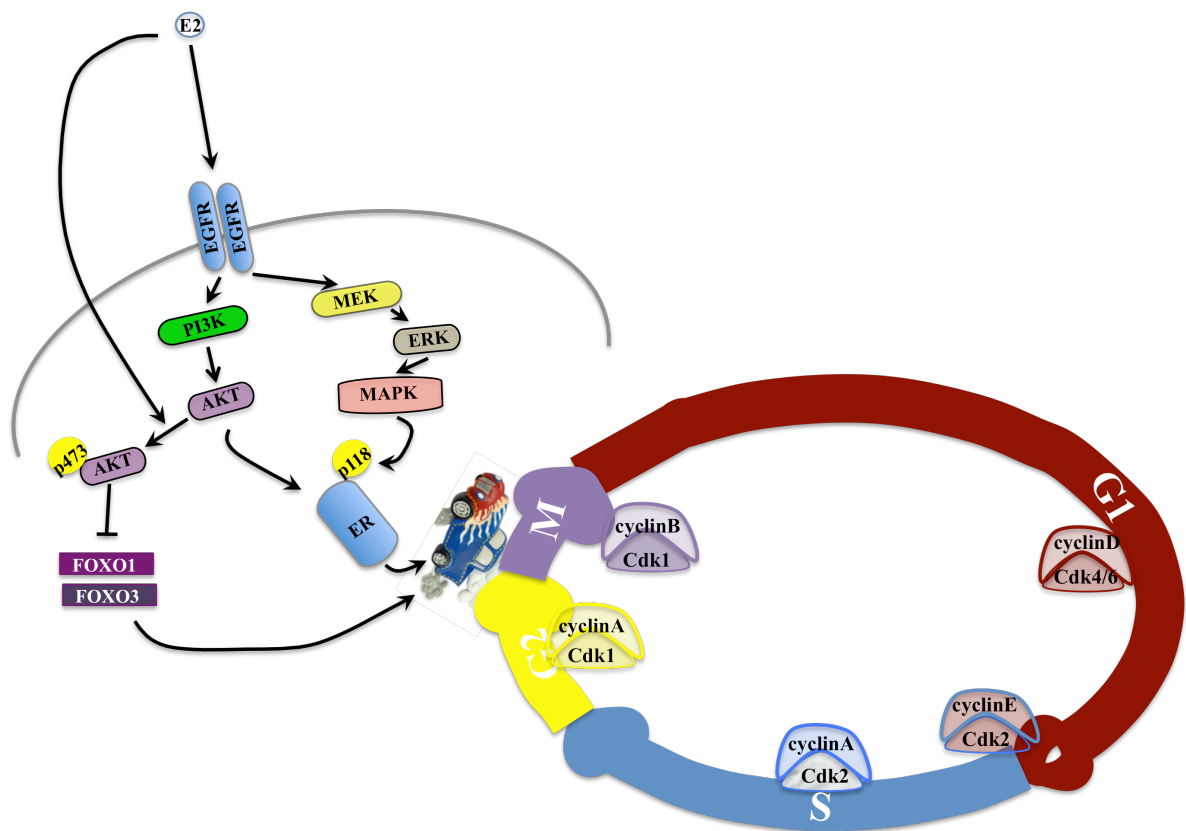 E2
EGFR
EGFR
PI3K
MEK
ERK
AKT
MAPK
p473
AKT
p118
ER
FOXO1
FOXO3
M
cyclinB
Cdk1
G1
cyclinD
Cdk4/6
G2
cyclinA
Cdk1
cyclinE
Cdk2
cyclinA
Cdk2
S